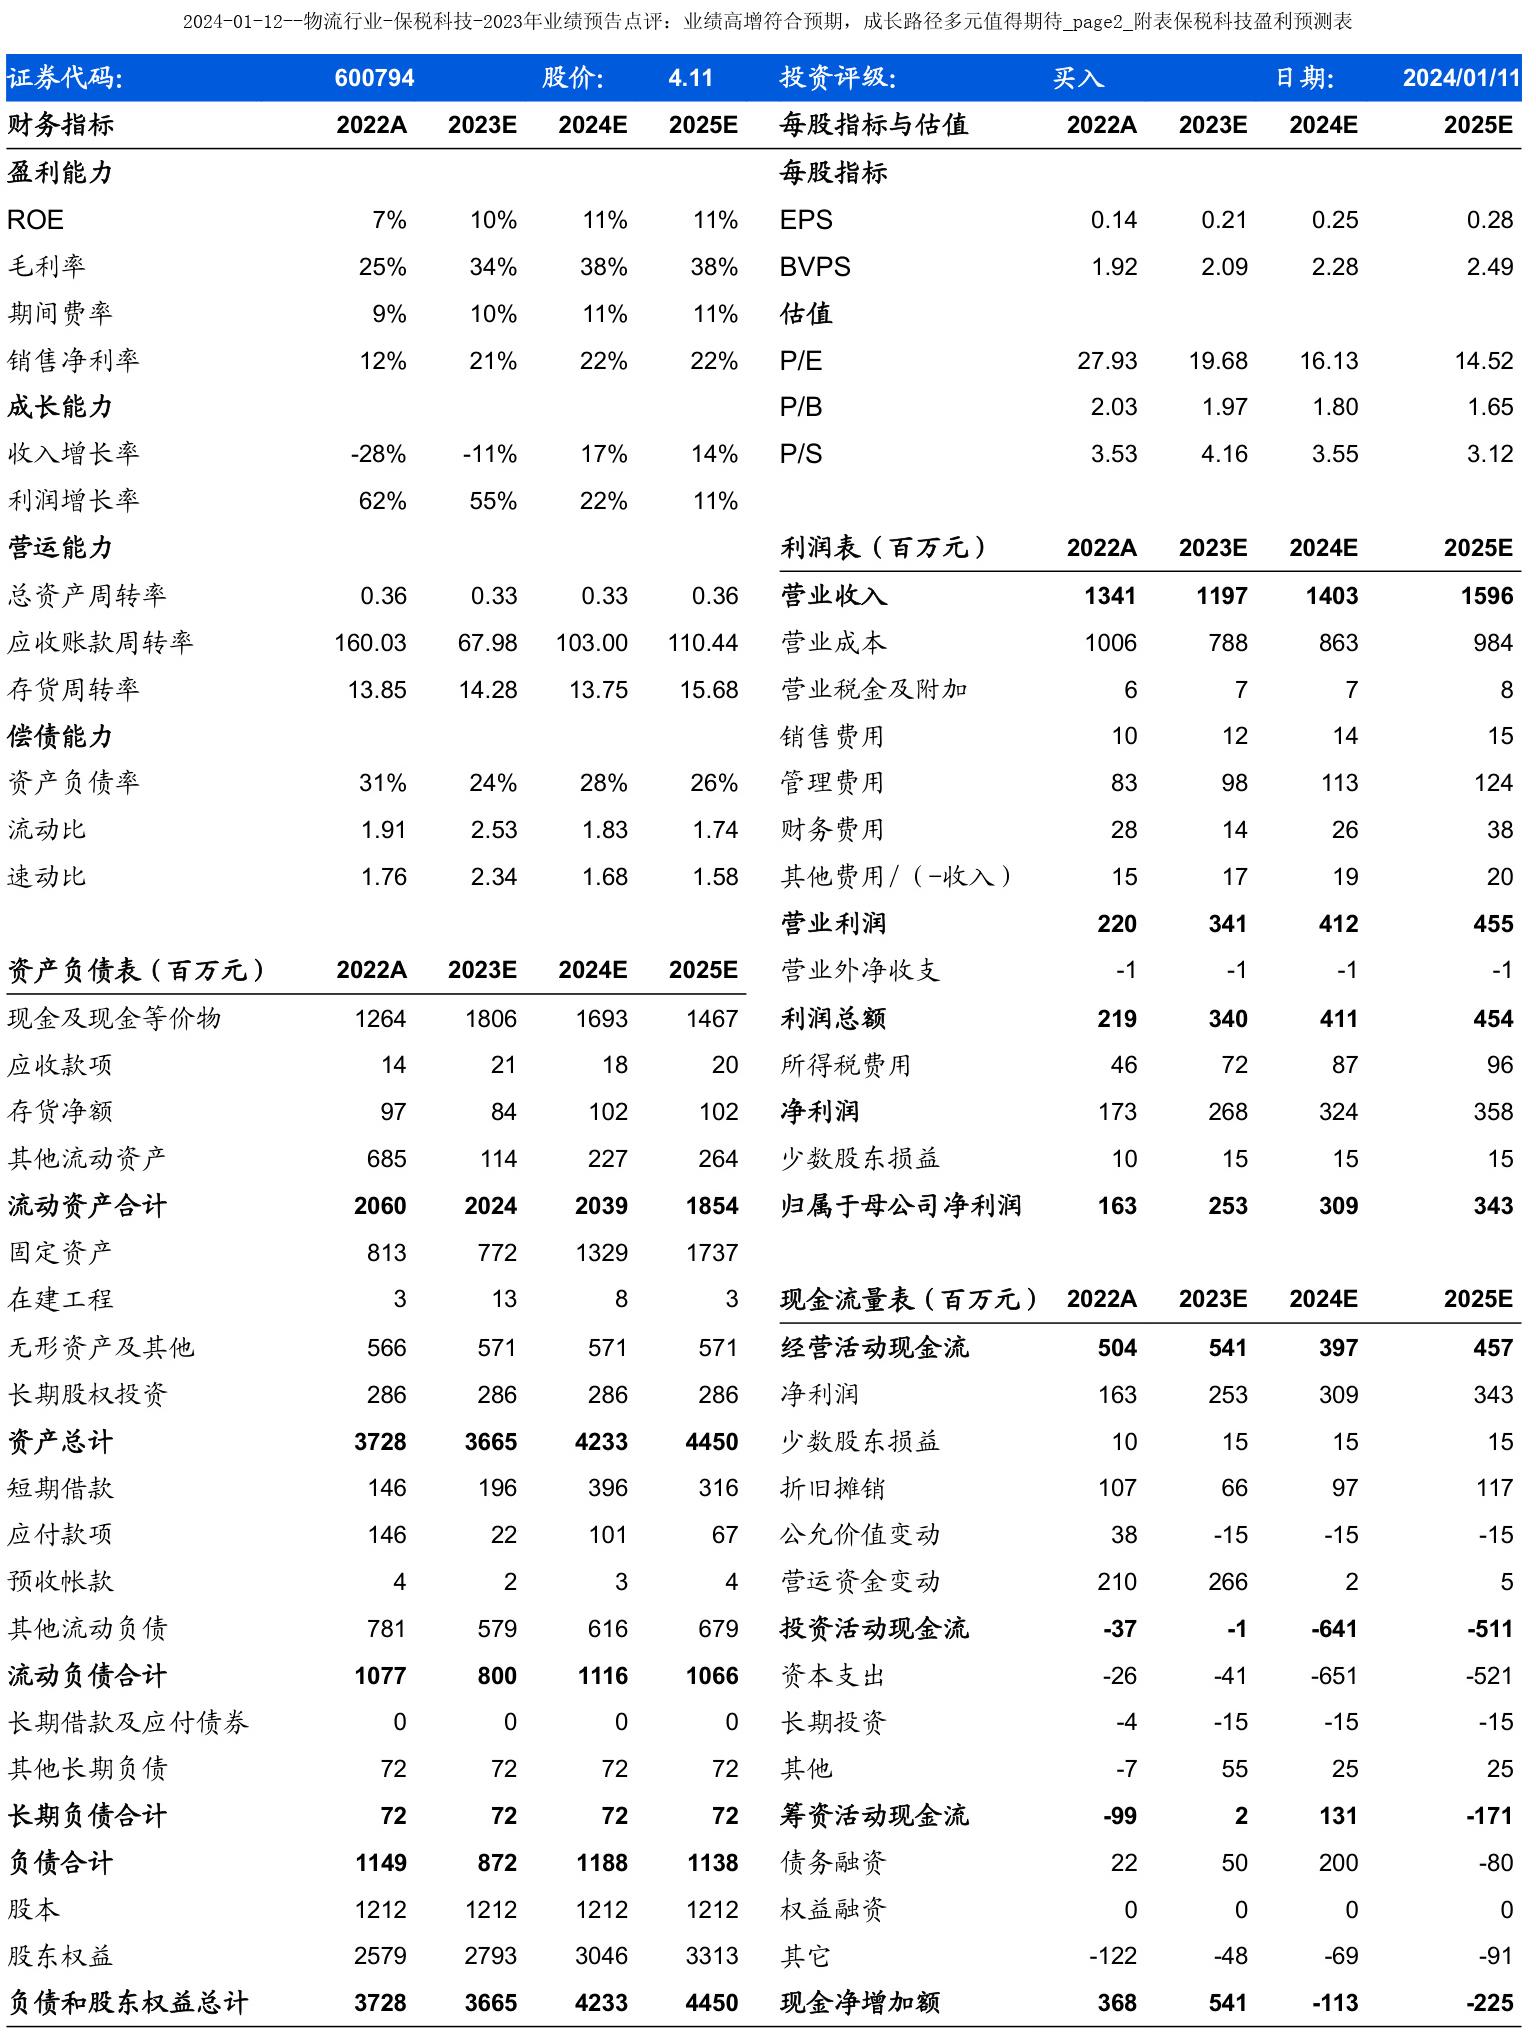 2024-01-12--物流行业-保税科技-2023年业绩预告点评：业绩高增符合预期，成长路径多元值得期待_page2_附表保税科技盈利预测表
证券代码： 600794 股价： 4.11 投资评级： 买入 日期： 2024/01/11
财务指标 2022A 2023E 2024E 2025E 每股指标与估值 2022A 2023E 2024E 2025E
盈利能力 每股指标
ROE 7% 10% 11% 11% EPS 0.14 0.21 0.25 0.28
毛利率 25% 34% 38% 38% BVPS 1.92 2.09 2.28 2.49
期间费率 9% 10% 11% 11% 估值
销售净利率 12% 21% 22% 22% P/E 27.93 19.68 16.13 14.52
成长能力 P/B 2.03 1.97 1.80 1.65
收入增长率 -28% -11% 17% 14% P/S 3.53 4.16 3.55 3.12
利润增长率 62% 55% 22% 11%
营运能力 利润表（百万元） 2022A 2023E 2024E 2025E
总资产周转率 0.36 0.33 0.33 0.36 营业收入 1341 1197 1403 1596
应收账款周转率 160.03 67.98 103.00 110.44 营业成本 1006 788 863 984
存货周转率 13.85 14.28 13.75 15.68 营业税金及附加 6 7 7 8
偿债能力 销售费用 10 12 14 15
资产负债率 31% 24% 28% 26% 管理费用 83 98 113 124
流动比 1.91 2.53 1.83 1.74 财务费用 28 14 26 38
速动比 1.76 2.34 1.68 1.58 其他费用/（-收入） 15 17 19 20
营业利润 220 341 412 455
资产负债表（百万元） 2022A 2023E 2024E 2025E 营业外净收支 -1 -1 -1 -1
现金及现金等价物 1264 1806 1693 1467 利润总额 219 340 411 454
应收款项 14 21 18 20 所得税费用 46 72 87 96
存货净额 97 84 102 102 净利润 173 268 324 358
其他流动资产 685 114 227 264 少数股东损益 10 15 15 15
流动资产合计 2060 2024 2039 1854 归属于母公司净利润 163 253 309 343
固定资产 813 772 1329 1737
在建工程 3 13 8 3 现金流量表（百万元） 2022A 2023E 2024E 2025E
无形资产及其他 566 571 571 571 经营活动现金流 504 541 397 457
长期股权投资 286 286 286 286 净利润 163 253 309 343
资产总计 3728 3665 4233 4450 少数股东损益 10 15 15 15
短期借款 146 196 396 316 折旧摊销 107 66 97 117
应付款项 146 22 101 67 公允价值变动 38 -15 -15 -15
预收帐款 4 2 3 4 营运资金变动 210 266 2 5
其他流动负债 781 579 616 679 投资活动现金流 -37 -1 -641 -511
流动负债合计 1077 800 1116 1066 资本支出 -26 -41 -651 -521
长期借款及应付债券 0 0 0 0 长期投资 -4 -15 -15 -15
其他长期负债 72 72 72 72 其他 -7 55 25 25
长期负债合计 72 72 72 72 筹资活动现金流 -99 2 131 -171
负债合计 1149 872 1188 1138 债务融资 22 50 200 -80
股本 1212 1212 1212 1212 权益融资 0 0 0 0
股东权益 2579 2793 3046 3313 其它 -122 -48 -69 -91
负债和股东权益总计 3728 3665 4233 4450 现金净增加额 368 541 -113 -225